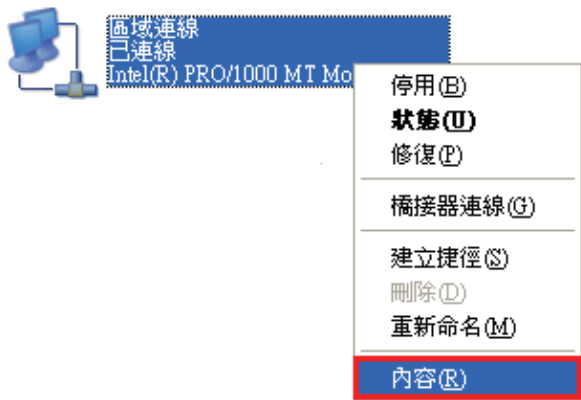 區域連線
已連線
Intel(R) PRO/1000 MT Mo
停用(B)
狀態(U)
修復(P)
橋接器連線(G)
建立捷徑(S)
刪除(D)
重新命名(M)
內容(R)